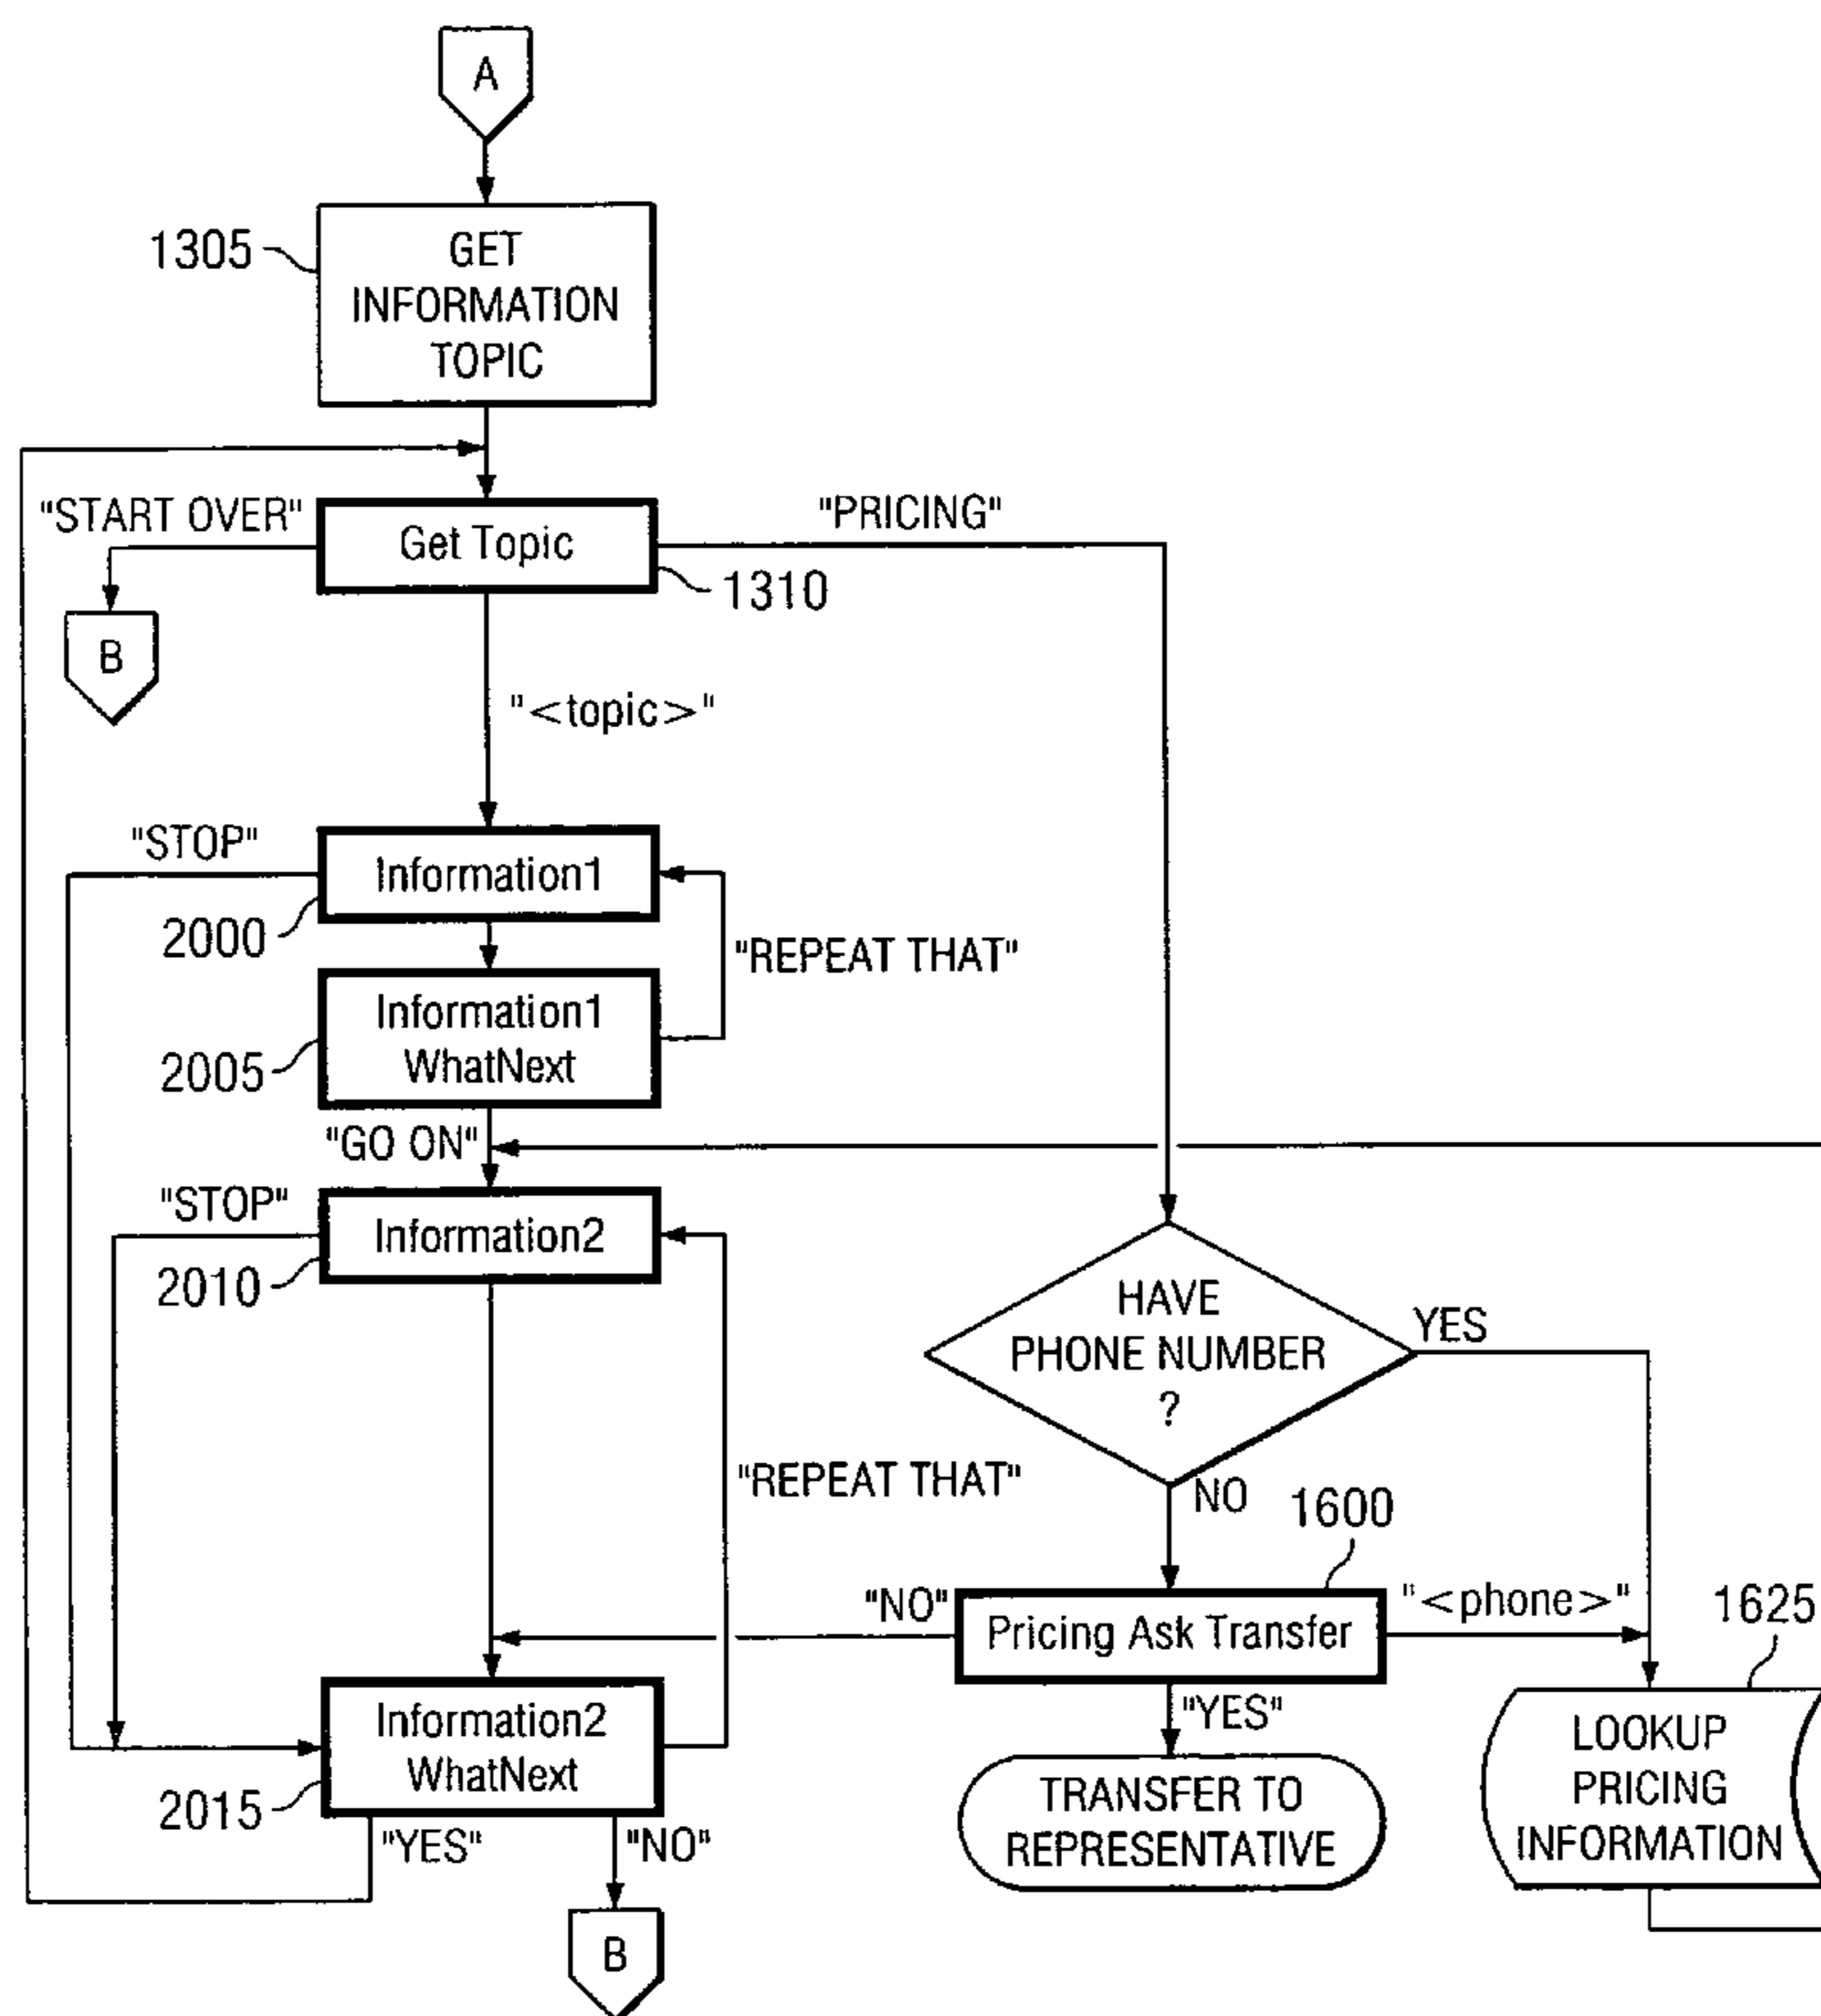 A
1305
GET
INFORMATION
TOPIC
"START OVER"
Get Topic
"PRICING"
1310
B
"<topic>"
"STOP"
Information1
2000
"REPEAT THAT"
Information1
WhatNext
2005
"GO ON"
"STOP"
Information2
2010
HAVE
PHONE NUMBER
?
YES
NO
"REPEAT THAT"
1600
"NO"
Pricing Ask Transfer
"<phone>"
1625
"YES"
Information2
WhatNext
2015
TRANSFER TO
REPRESENTATIVE
LOOKUP
PRICING
INFORMATION
"YES"
"NO"
B